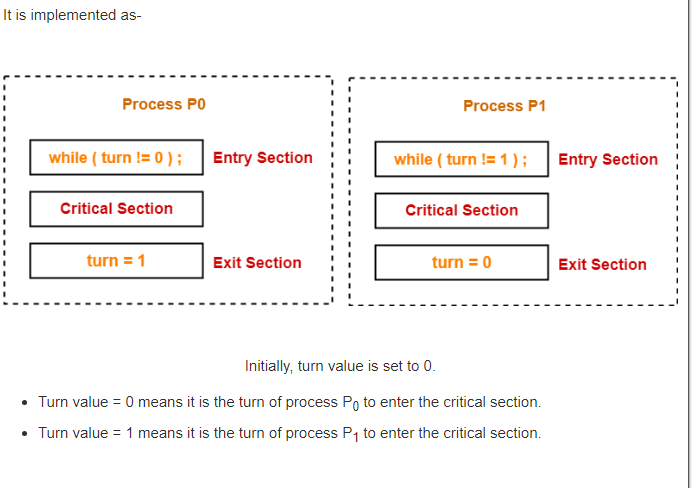 It is implemented as-
Process P0
while ( turn != 0 ) ;
Entry Section
Critical Section
turn = 1
Exit Section
Process P1
while ( turn != 1 ) ;
Entry Section
Critical Section
turn = 0
Exit Section
Initially, turn value is set to 0.
• Turn value = 0 means it is the turn of process P0 to enter the critical section.
• Turn value = 1 means it is the turn of process P1 to enter the critical section.